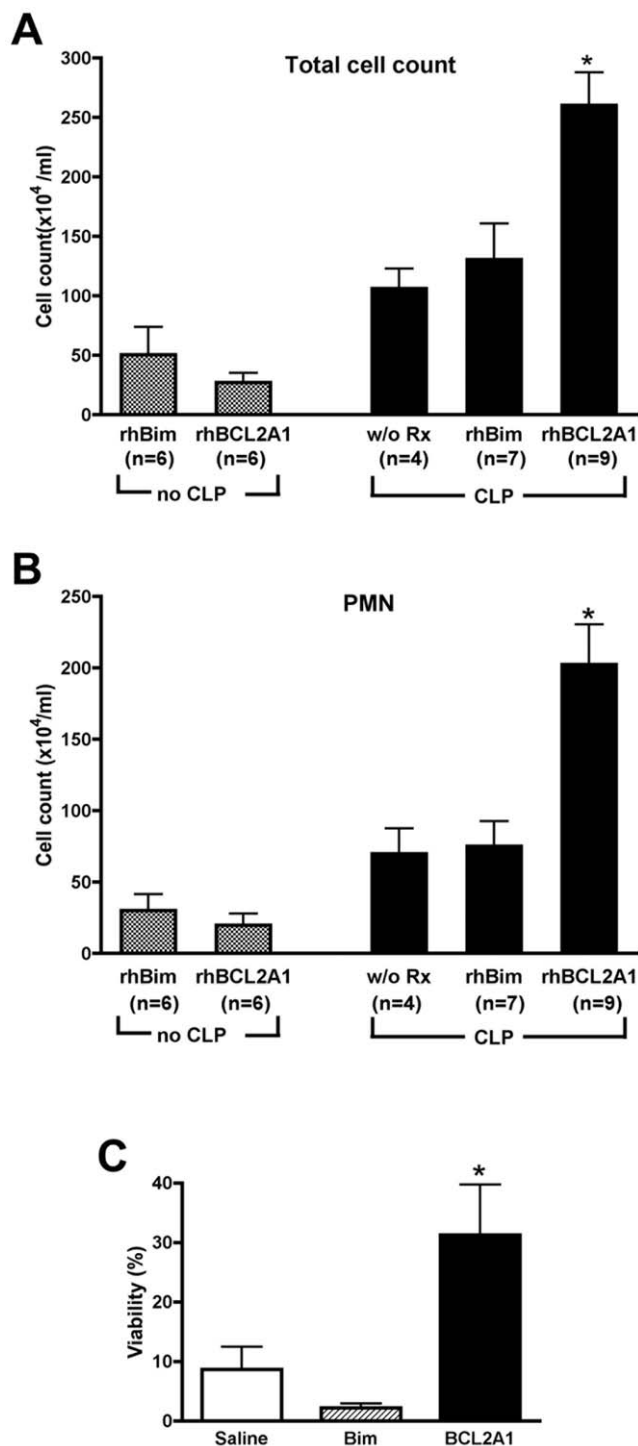 A
Total cell count
300
250
200
150
100
50
0
Cell count(x10⁴ /ml)
*
rhBim rhBCL2A1 w/o Rx rhBim rhBCL2A1
(n=6) (n=6) (n=4) (n=7) (n=9)
no CLP CLP
B
PMN
250
200
150
100
50
0
Cell count (x10⁴/ml)
*
rhBim rhBCL2A1 w/o Rx rhBim rhBCL2A1
(n=6) (n=6) (n=4) (n=7) (n=9)
no CLP CLP
C
40
30
20
10
0
Viability (%)
*
Saline Bim BCL2A1